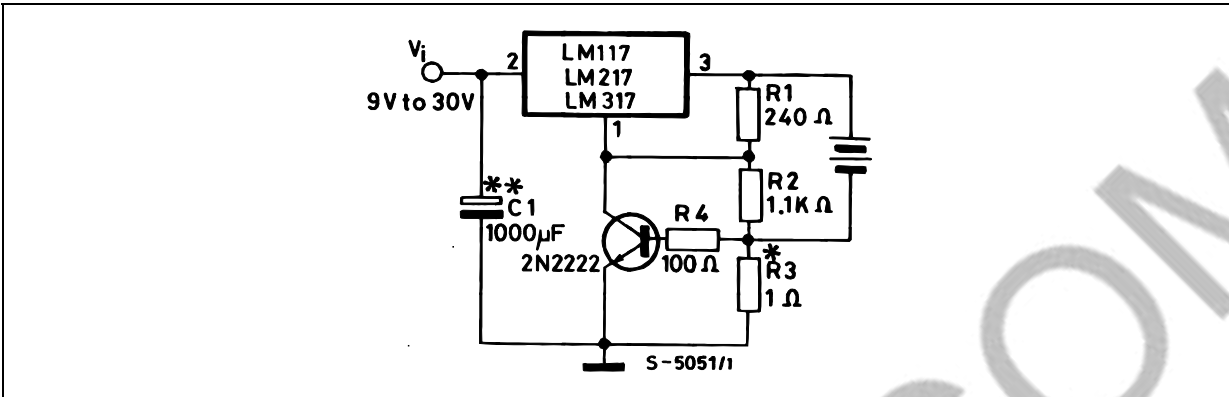 Vi
9V to 30V
2
LM117
LM217
LM317
3
1
R1
240 Ω
R2
1.1K Ω
**
C1
1000µF
2N2222
R4
100 Ω
*
R3
1 Ω
S-5051/1
COM